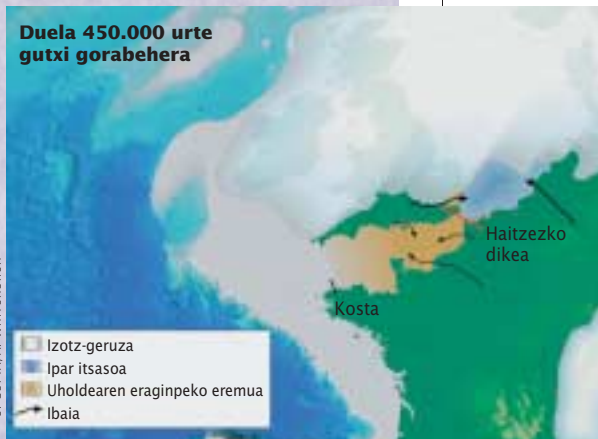 Duela 450.000 urte
gutxi gorabehera
Haitzezko
dikea
Kosta
Izotz-geruza
Ipar itsasoa
Uholdearen eraginpeko eremua
Ibaia